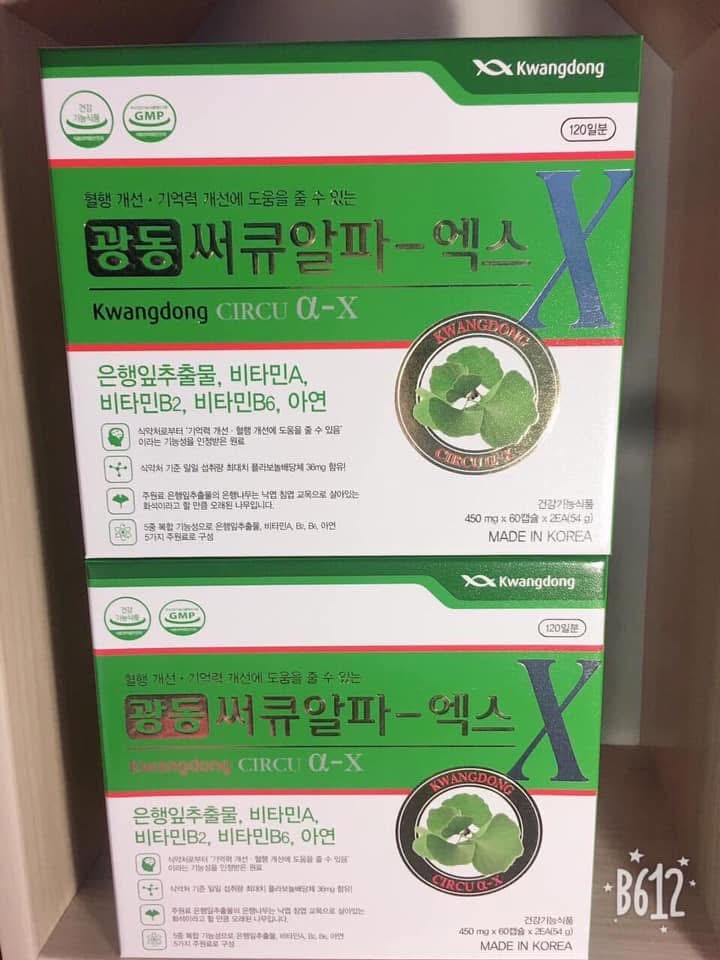 Kwangdong
건강
기능식품
GMP
120일분
혈행 개선 · 기억력 개선에 도움을 줄 수 있는
광동 써큐알파-엑스 X
Kwangdong CIRCU α-X
은행잎추출물, 비타민A,
비타민B2, 비타민B6, 아연
KWANGDONG
CIRCU α-X
식약처로부터 '기억력 개선 · 혈행 개선에 도움을 줄 수 있음'
이라는 기능성을 인정받은 원료
식약처 기준 일일 섭취량 최대치 플라보놀배당체 36mg 함유!
주원료 은행잎추출물의 은행나무는 낙엽 침엽 교목으로 살아있는
화석이라고 할 만큼 오래된 나무입니다.
5중 복합 기능성으로 은행잎추출물, 비타민A, B2, B6, 아연
5가지 주원료로 구성
건강기능식품
450 mg x 60캡슐 x 2EA(54 g)
MADE IN KOREA
Kwangdong
건강
기능식품
GMP
120일분
혈행 개선 · 기억력 개선에 도움을 줄 수 있는
광동 써큐알파-엑스 X
Kwangdong CIRCU α-X
은행잎추출물, 비타민A,
비타민B2, 비타민B6, 아연
KWANGDONG
CIRCU α-X
식약처로부터 '기억력 개선 · 혈행 개선에 도움을 줄 수 있음'
이라는 기능성을 인정받은 원료
식약처 기준 일일 섭취량 최대치 플라보놀배당체 36mg 함유!
주원료 은행잎추출물의 은행나무는 낙엽 침엽 교목으로 살아있는
화석이라고 할 만큼 오래된 나무입니다.
5중 복합 기능성으로 은행잎추출물, 비타민A, B2, B6, 아연
5가지 주원료로 구성
건강기능식품
450 mg x 60캡슐 x 2EA(54 g)
MADE IN KOREA
B612